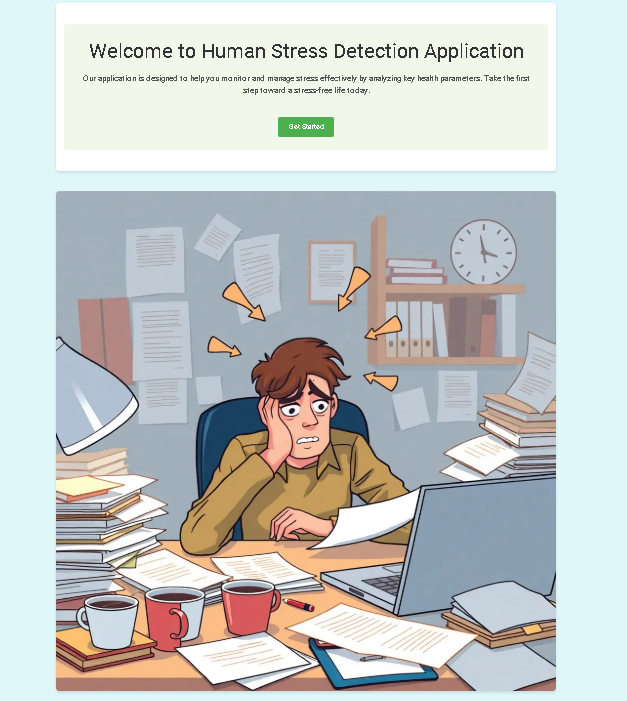 Welcome to Human Stress Detection Application
Our application is designed to help you monitor and manage stress effectively by analyzing key health parameters. Take the first
step toward a stress-free life today.
Get Started